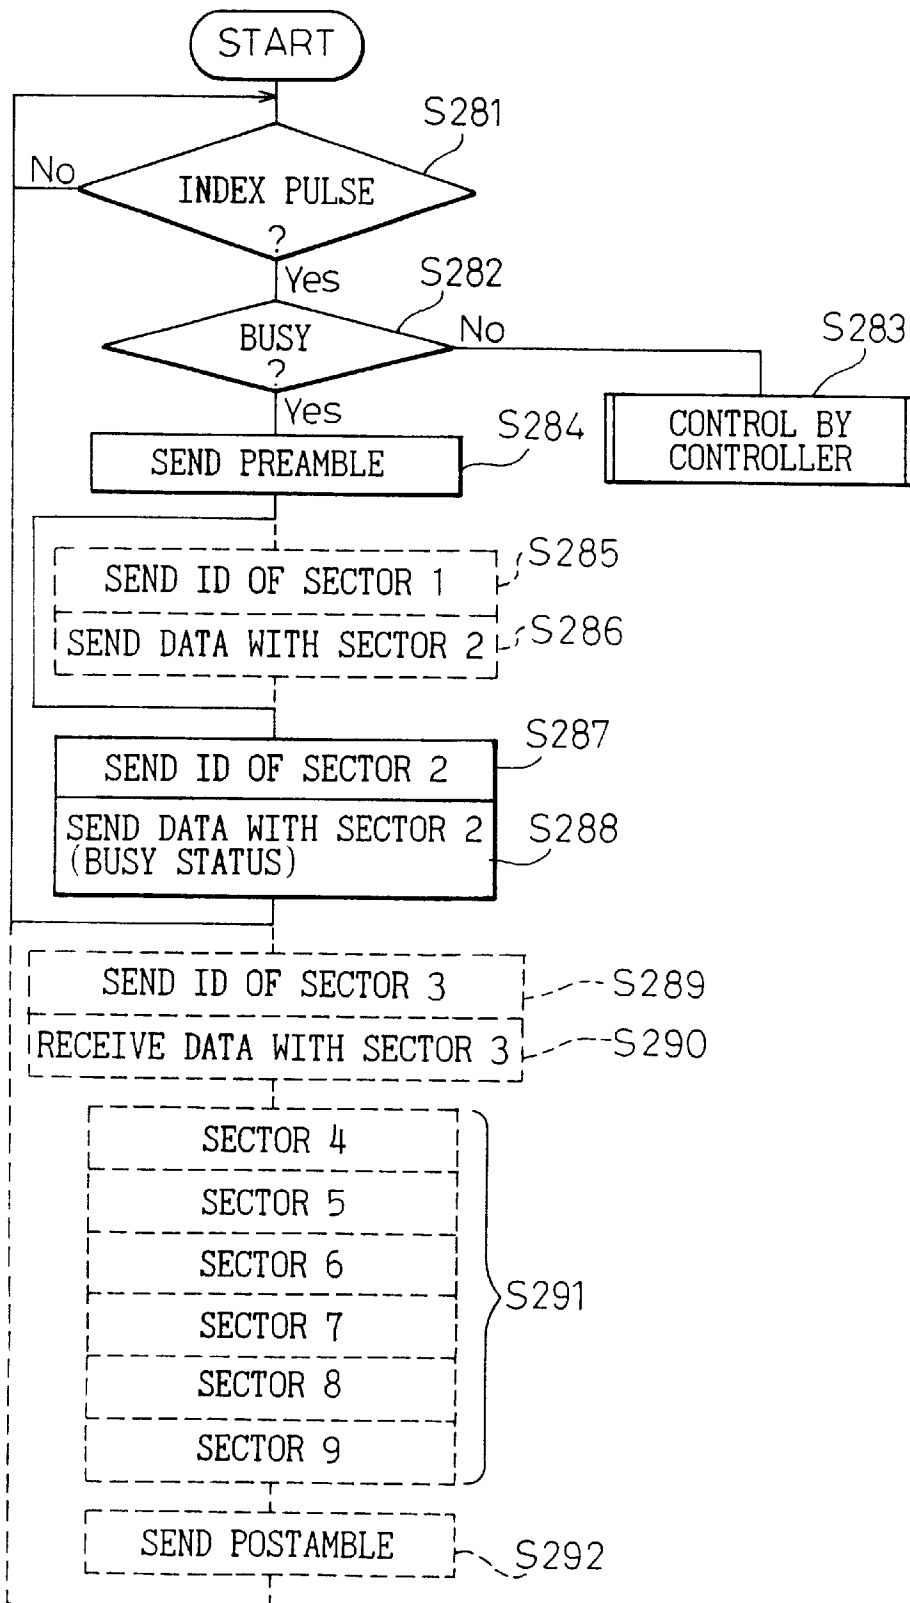 START
S281
No
INDEX PULSE
?
Yes
S282
BUSY
?
No
S283
Yes
CONTROL BY
CONTROLLER
S284
SEND PREAMBLE
S285
SEND ID OF SECTOR 1
S286
SEND DATA WITH SECTOR 2
S287
SEND ID OF SECTOR 2
SEND DATA WITH SECTOR 2
(BUSY STATUS)
S288
SEND ID OF SECTOR 3
S289
RECEIVE DATA WITH SECTOR 3
S290
SECTOR 4
SECTOR 5
SECTOR 6
SECTOR 7
SECTOR 8
SECTOR 9
S291
SEND POSTAMBLE
S292